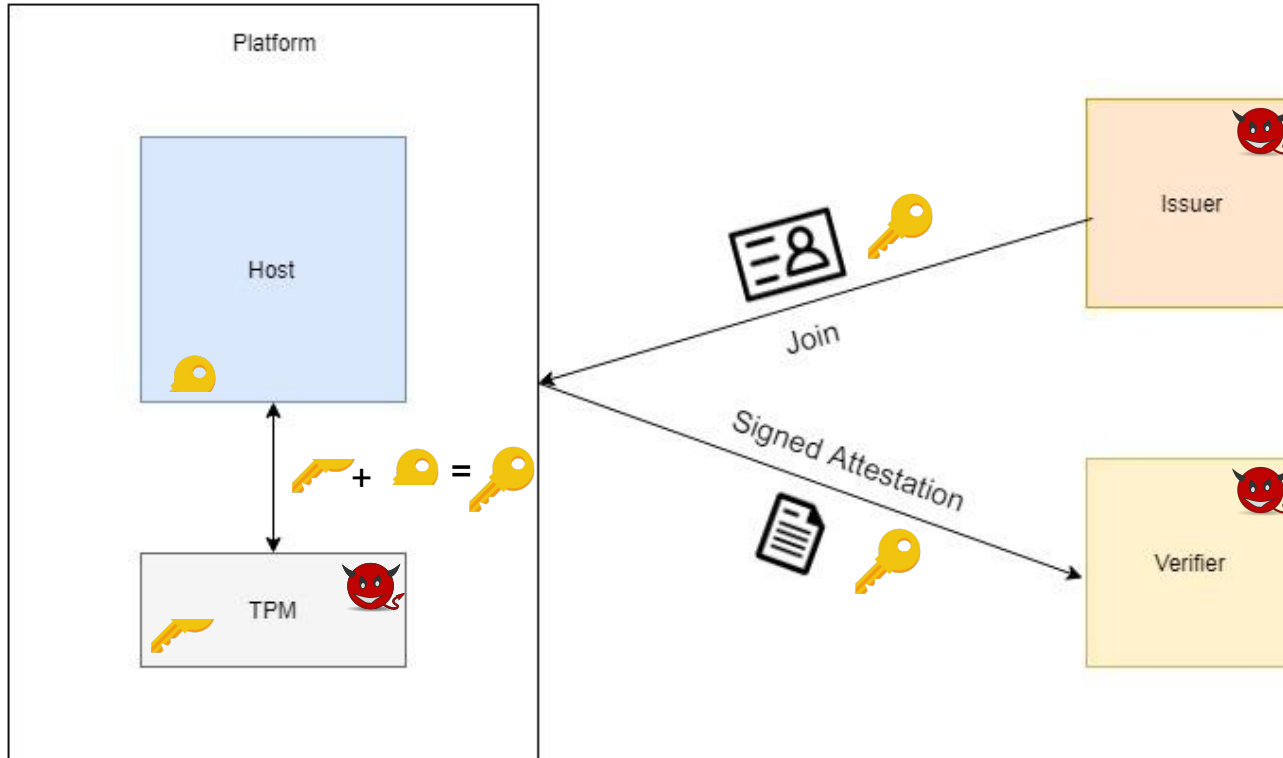 Platform
Host
+ =
TPM
Issuer
Join
Signed Attestation
Verifier